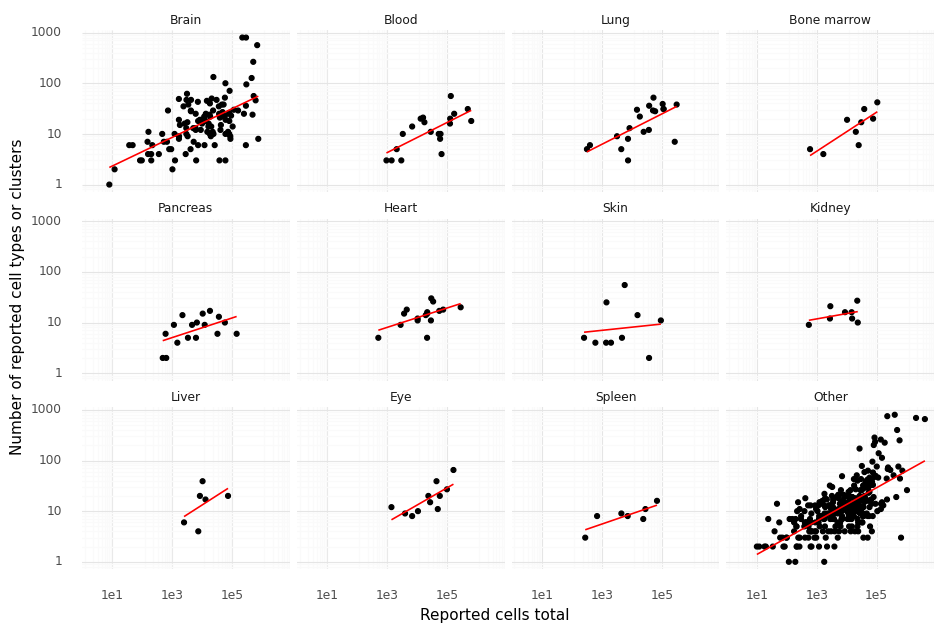 Brain Blood Lung Bone marrow
1000
100
10
1
Pancreas Heart Skin Kidney
1000
100
10
1
Liver Eye Spleen Other
1000
100
10
1
1e1 1e3 1e5 1e1 1e3 1e5 1e1 1e3 1e5 1e1 1e3 1e5
Reported cells total
Number of reported cell types or clusters